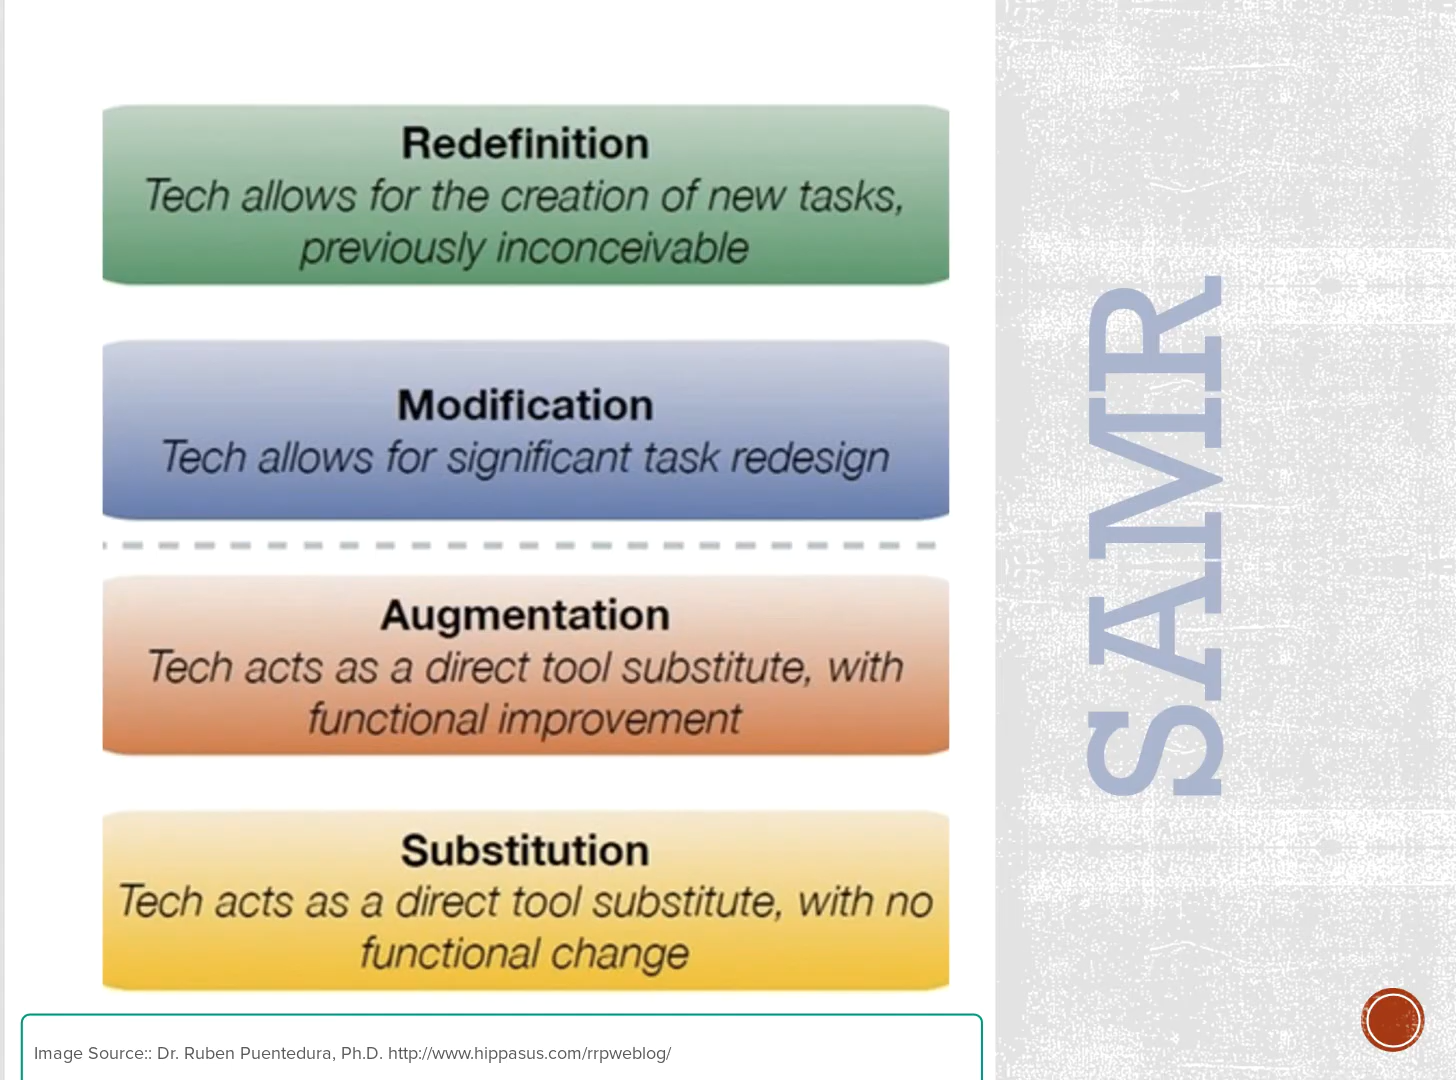 Redefinition
Tech allows for the creation of new tasks,
previously inconceivable
Modification
Tech allows for significant task redesign
Augmentation
Tech acts as a direct tool substitute, with
functional improvement
Substitution
Tech acts as a direct tool substitute, with no
functional change
Image Source:: Dr. Ruben Puentedura, Ph.D. http://www.hippasus.com/rrpweblog/
SAMR